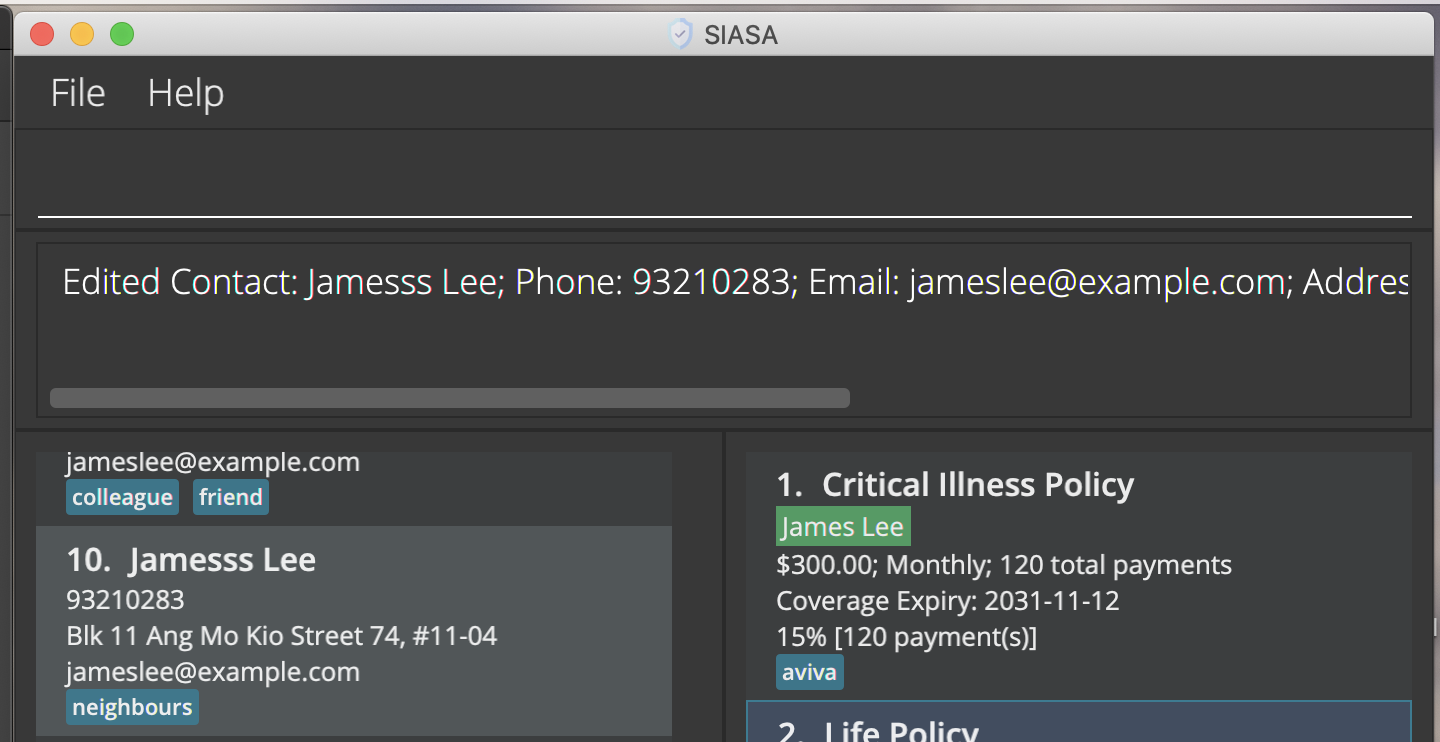 SIASA
File Help
Edited Contact: Jamesss Lee; Phone: 93210283; Email: jameslee@example.com; Addres
jameslee@example.com
colleague friend
10. Jamesss Lee
93210283
Blk 11 Ang Mo Kio Street 74, #11-04
jameslee@example.com
neighbours
1. Critical Illness Policy
James Lee
$300.00; Monthly; 120 total payments
Coverage Expiry: 2031-11-12
15% [120 payment(s)]
aviva
2. Life Policy